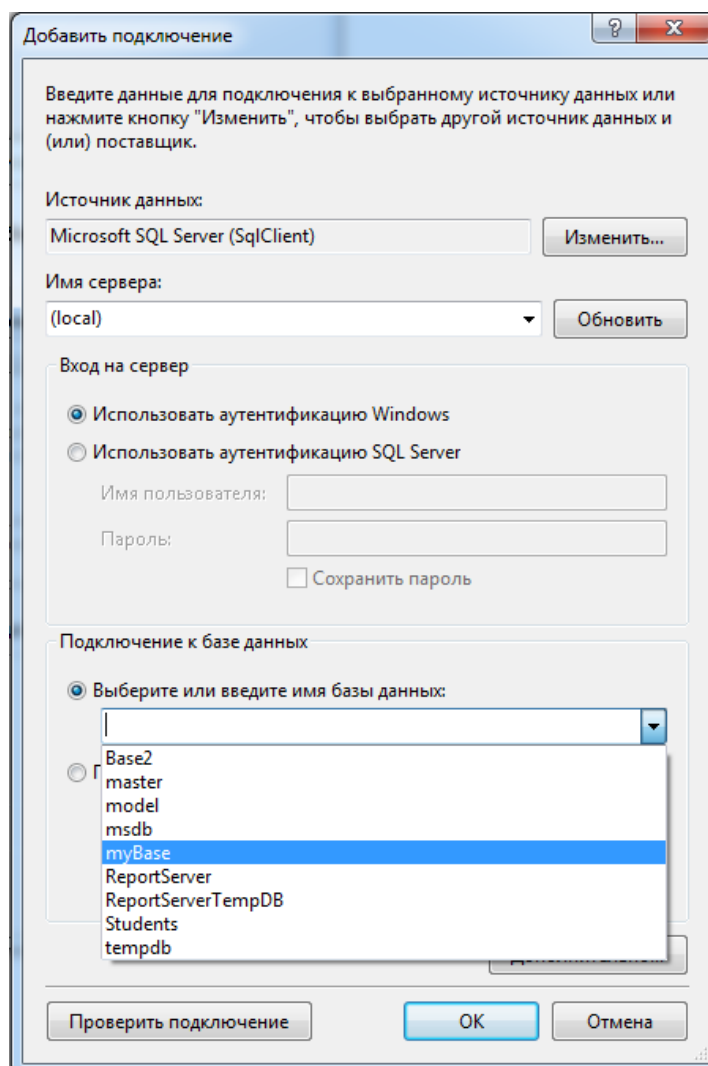 Добавить подключение
Введите данные для подключения к выбранному источнику данных или
нажмите кнопку "Изменить", чтобы выбрать другой источник данных и
(или) поставщик.
Источник данных:
Microsoft SQL Server (SqlClient)
Изменить...
Имя сервера:
(local)
Обновить
Вход на сервер
Использовать аутентификацию Windows
Использовать аутентификацию SQL Server
Имя пользователя:
Пароль:
Сохранить пароль
Подключение к базе данных
Выберите или введите имя базы данных:
Base2
master
model
msdb
myBase
ReportServer
ReportServerTempDB
Students
tempdb
Проверить подключение
ОК
Отмена